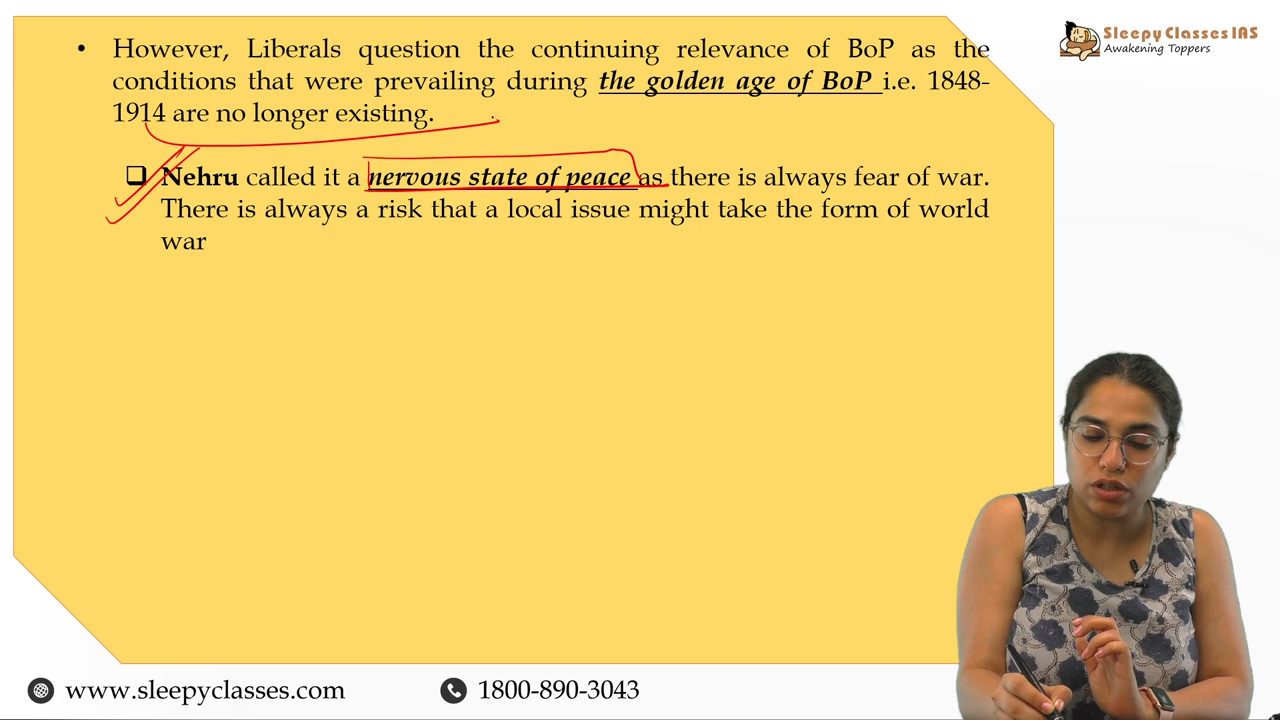 • However, Liberals question the continuing relevance of BoP as the
conditions that were prevailing during the golden age of BoP i.e. 1848-
1914 are no longer existing.
❑ Nehru called it a nervous state of peace as there is always fear of war.
There is always a risk that a local issue might take the form of world
war
Sleepy Classes IAS
Awakening Toppers
www.sleepyclasses.com
1800-890-3043